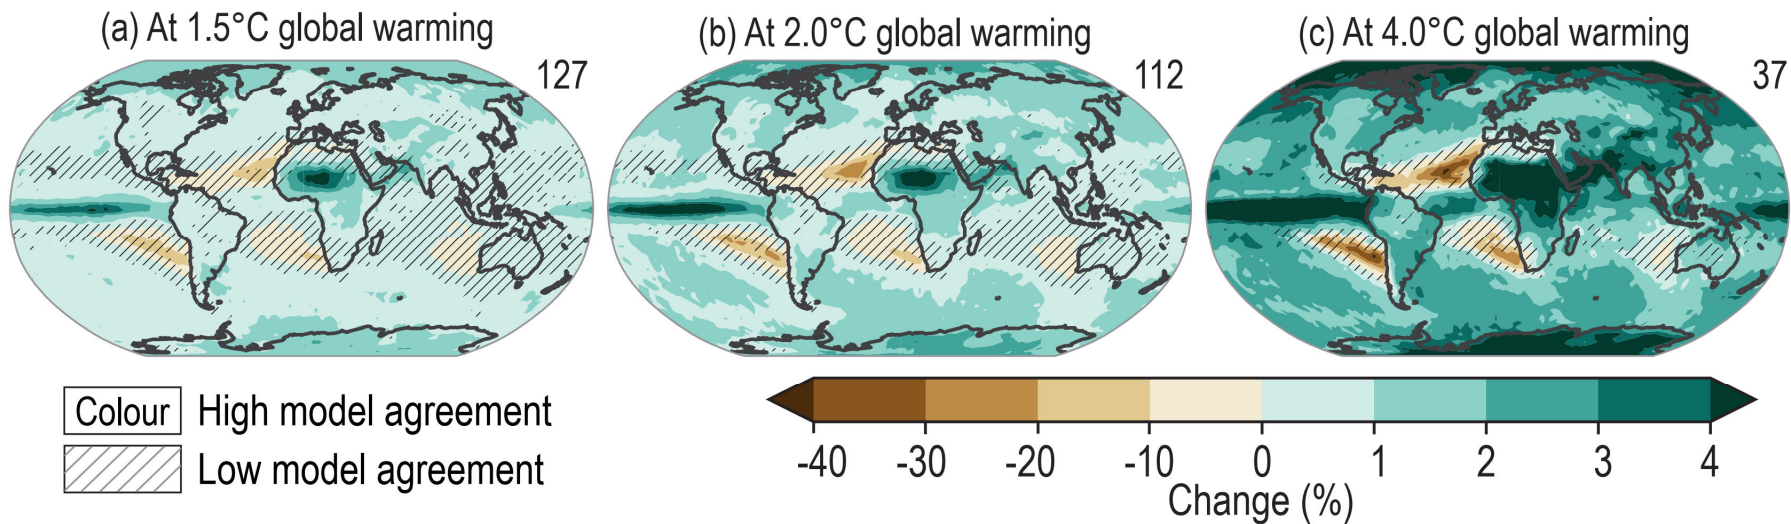 (a) At 1.5°C global warming
127
(b) At 2.0°C global warming
112
(c) At 4.0°C global warming
37
Colour High model agreement
Low model agreement
-40 -30 -20 -10 0 1 2 3 4
Change (%)